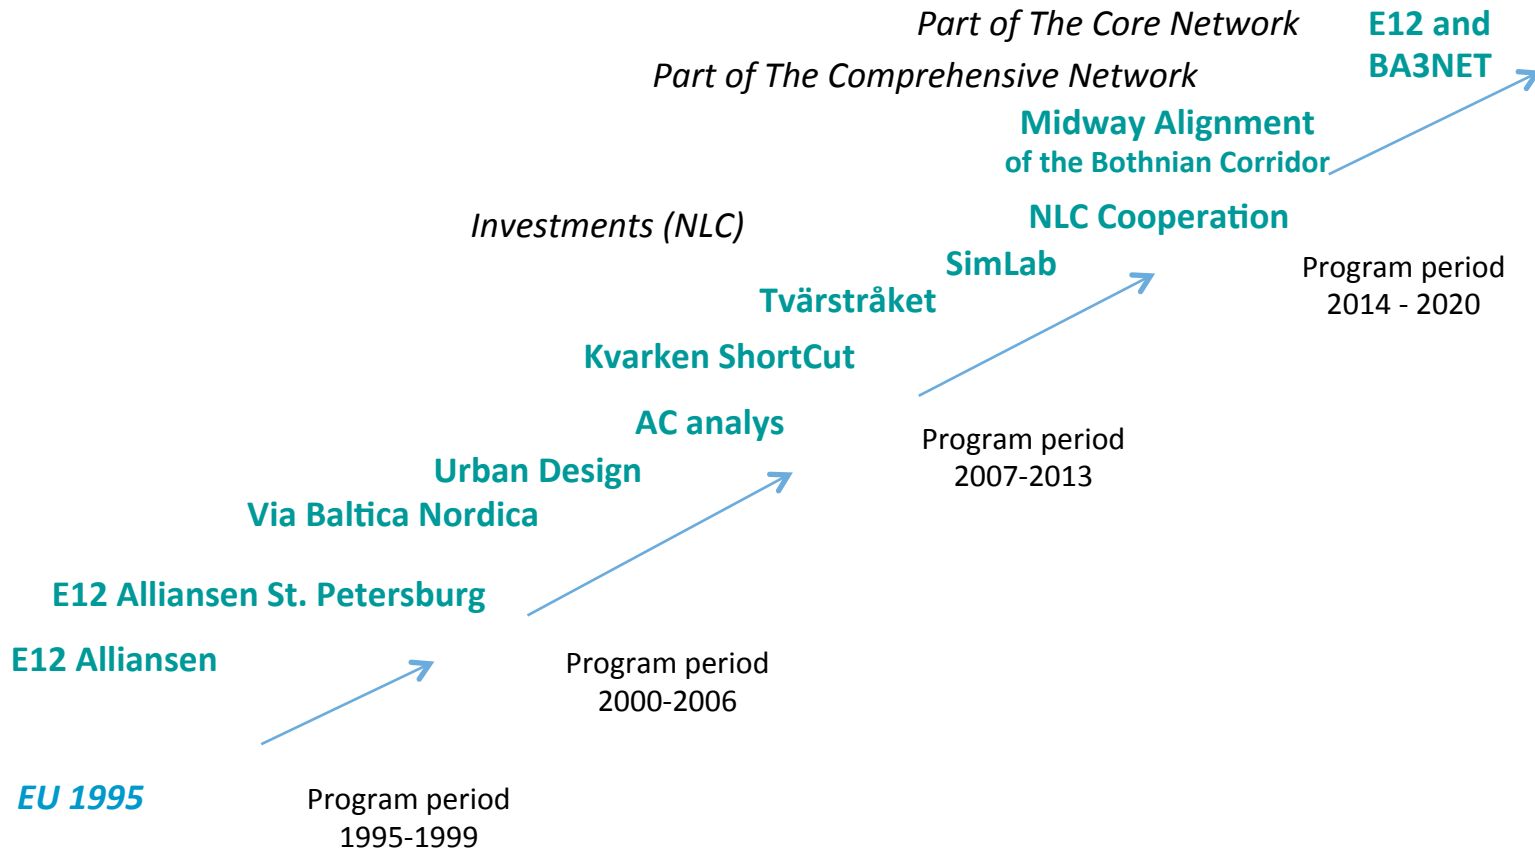 Part of The Core Network
E12 and
BA3NET
Part of The Comprehensive Network
Midway Alignment
of the Bothnian Corridor
Investments (NLC)
NLC Cooperation
SimLab
Program period
2014 - 2020
Tvärstråket
Kvarken ShortCut
AC analys
Program period
2007-2013
Urban Design
Via Baltica Nordica
E12 Alliansen St. Petersburg
E12 Alliansen
Program period
2000-2006
EU 1995
Program period
1995-1999